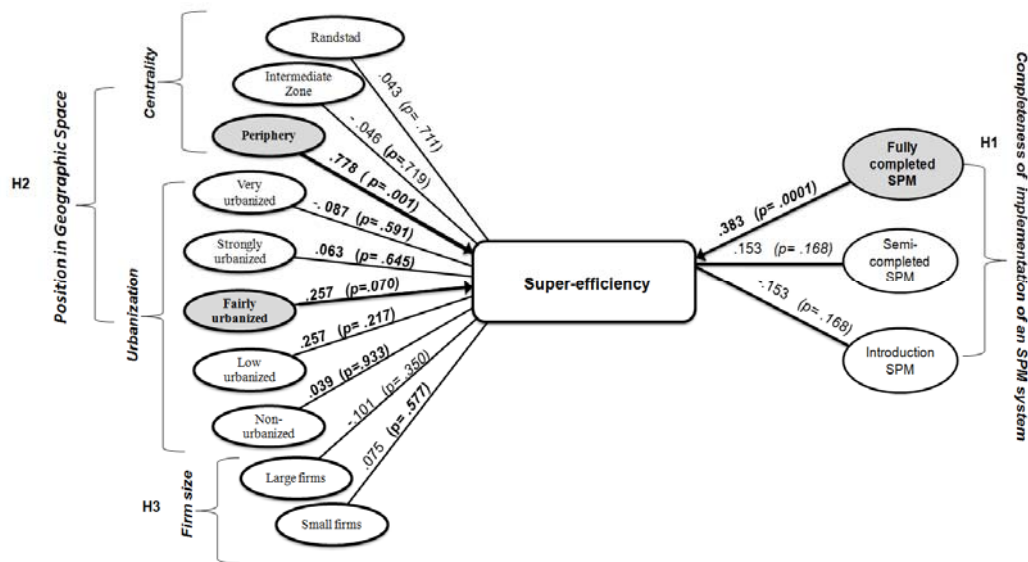 H2
Position in Geographic Space
Centrality
Randstad
Intermediate
Zone
Periphery
Urbanization
Very
urbanized
Strongly
urbanized
Fairly
urbanized
Low
urbanized
Non-
urbanized
H3
Firm size
Large firms
Small firms
.043 (p= .711)
- .046 (p=.719)
.778 ( p= .001)
-.087 (p= .591)
.063 (p= .645)
.257 (p=.070)
.257 (p= .217)
.039 (p=.933)
-.101 (p= .350)
.075 (p= .577)
Super-efficiency
.383 (p= .0001)
.153 (p= .168)
-.153 (p= .168)
Fully
completed
SPM
Semi-
completed
SPM
Introduction
SPM
H1
Completeness of implementation of an SPM system